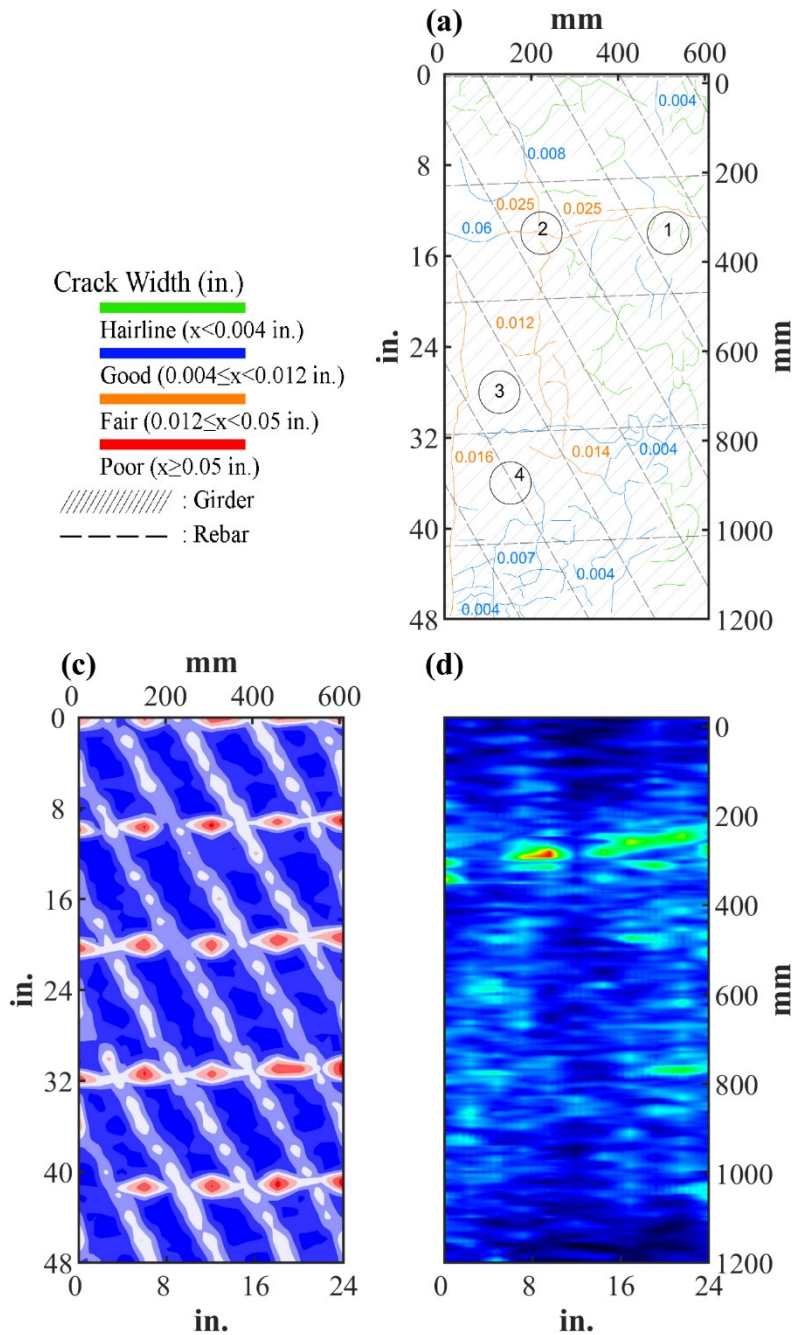 (a)
mm
0 200 400 600
0 8 16 24 32 40 48
in.
0 200 400 600 800 1000 1200
mm
0.004
0.008
0.025
0.025
0.06
2
1
0.012
3
0.016
0.014
0.004
4
0.007
0.004
0.004
Crack Width (in.)
Hairline (x<0.004 in.)
Good (0.004≤x<0.012 in.)
Fair (0.012≤x<0.05 in.)
Poor (x≥0.05 in.)
: Girder
: Rebar
(c)
mm
0 200 400 600
0 8 16 24 32 40 48
in.
0 8 16 24
in.
(d)
0 200 400 600 800 1000 1200
mm
0 8 16 24
in.